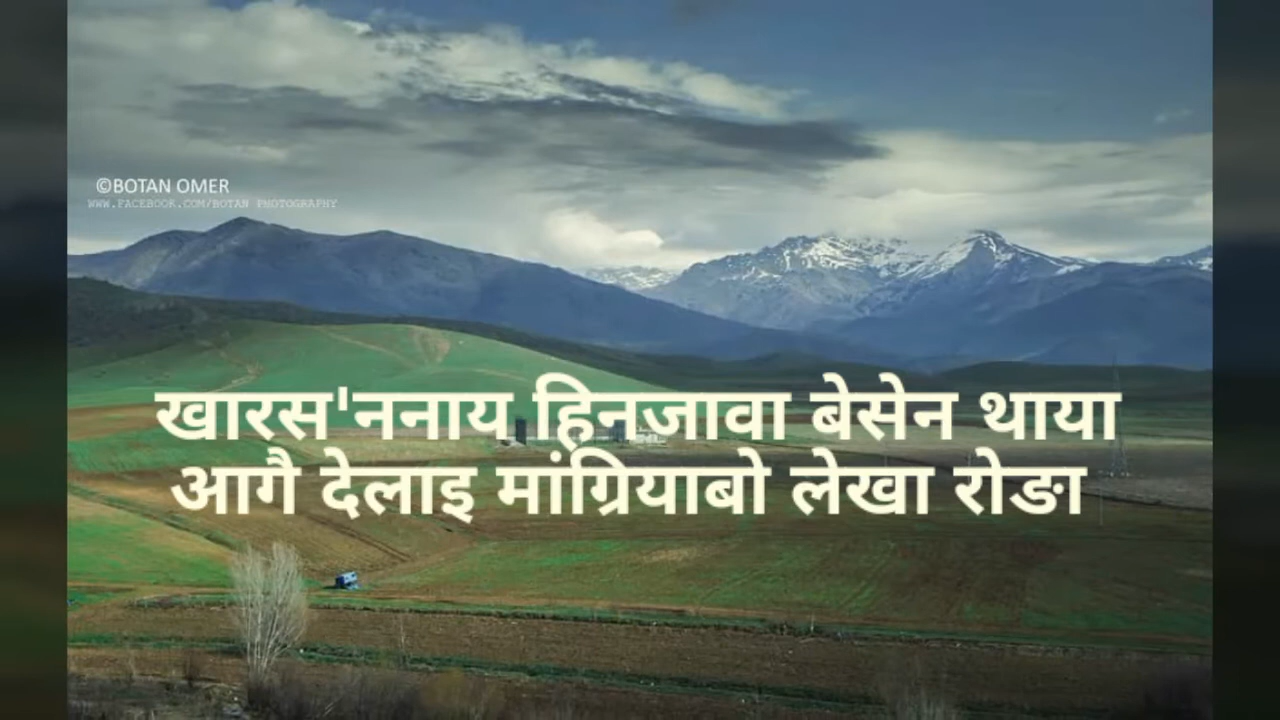 ©BOTAN OMER
WWW.FACEBOOK.COM/BOTAN PHOTOGRAPHY
खारस'ननाय हिनजावा बेसेन थाया
आगै देलाइ मांग्रियाबो लेखा रोङा